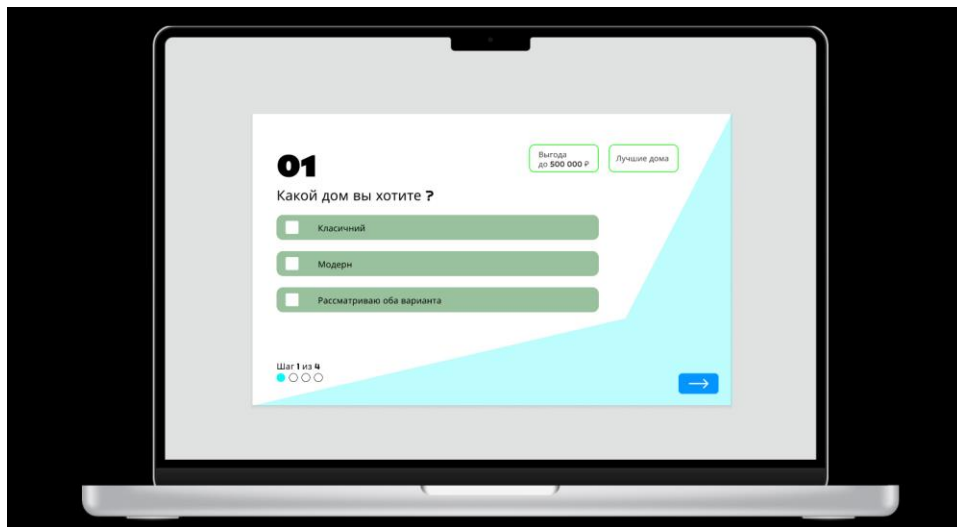 01
Выгода
до 500 000 ₽
Лучшие дома
Какой дом вы хотите ?
Класичний
Модерн
Рассматриваю оба варианта
Шаг 1 из 4